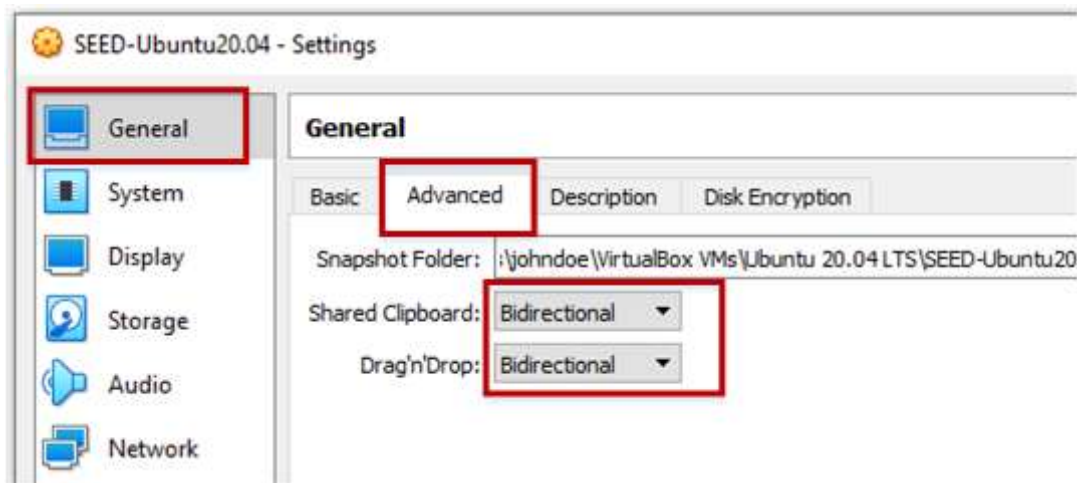 SEED-Ubuntu20.04 - Settings
General
System
Display
Storage
Audio
Network
General
Basic Advanced Description Disk Encryption
Snapshot Folder: :\johndoe\VirtualBox VMs\Ubuntu 20.04 LTS\SEED-Ubuntu20
Shared Clipboard: Bidirectional
Drag'n'Drop: Bidirectional